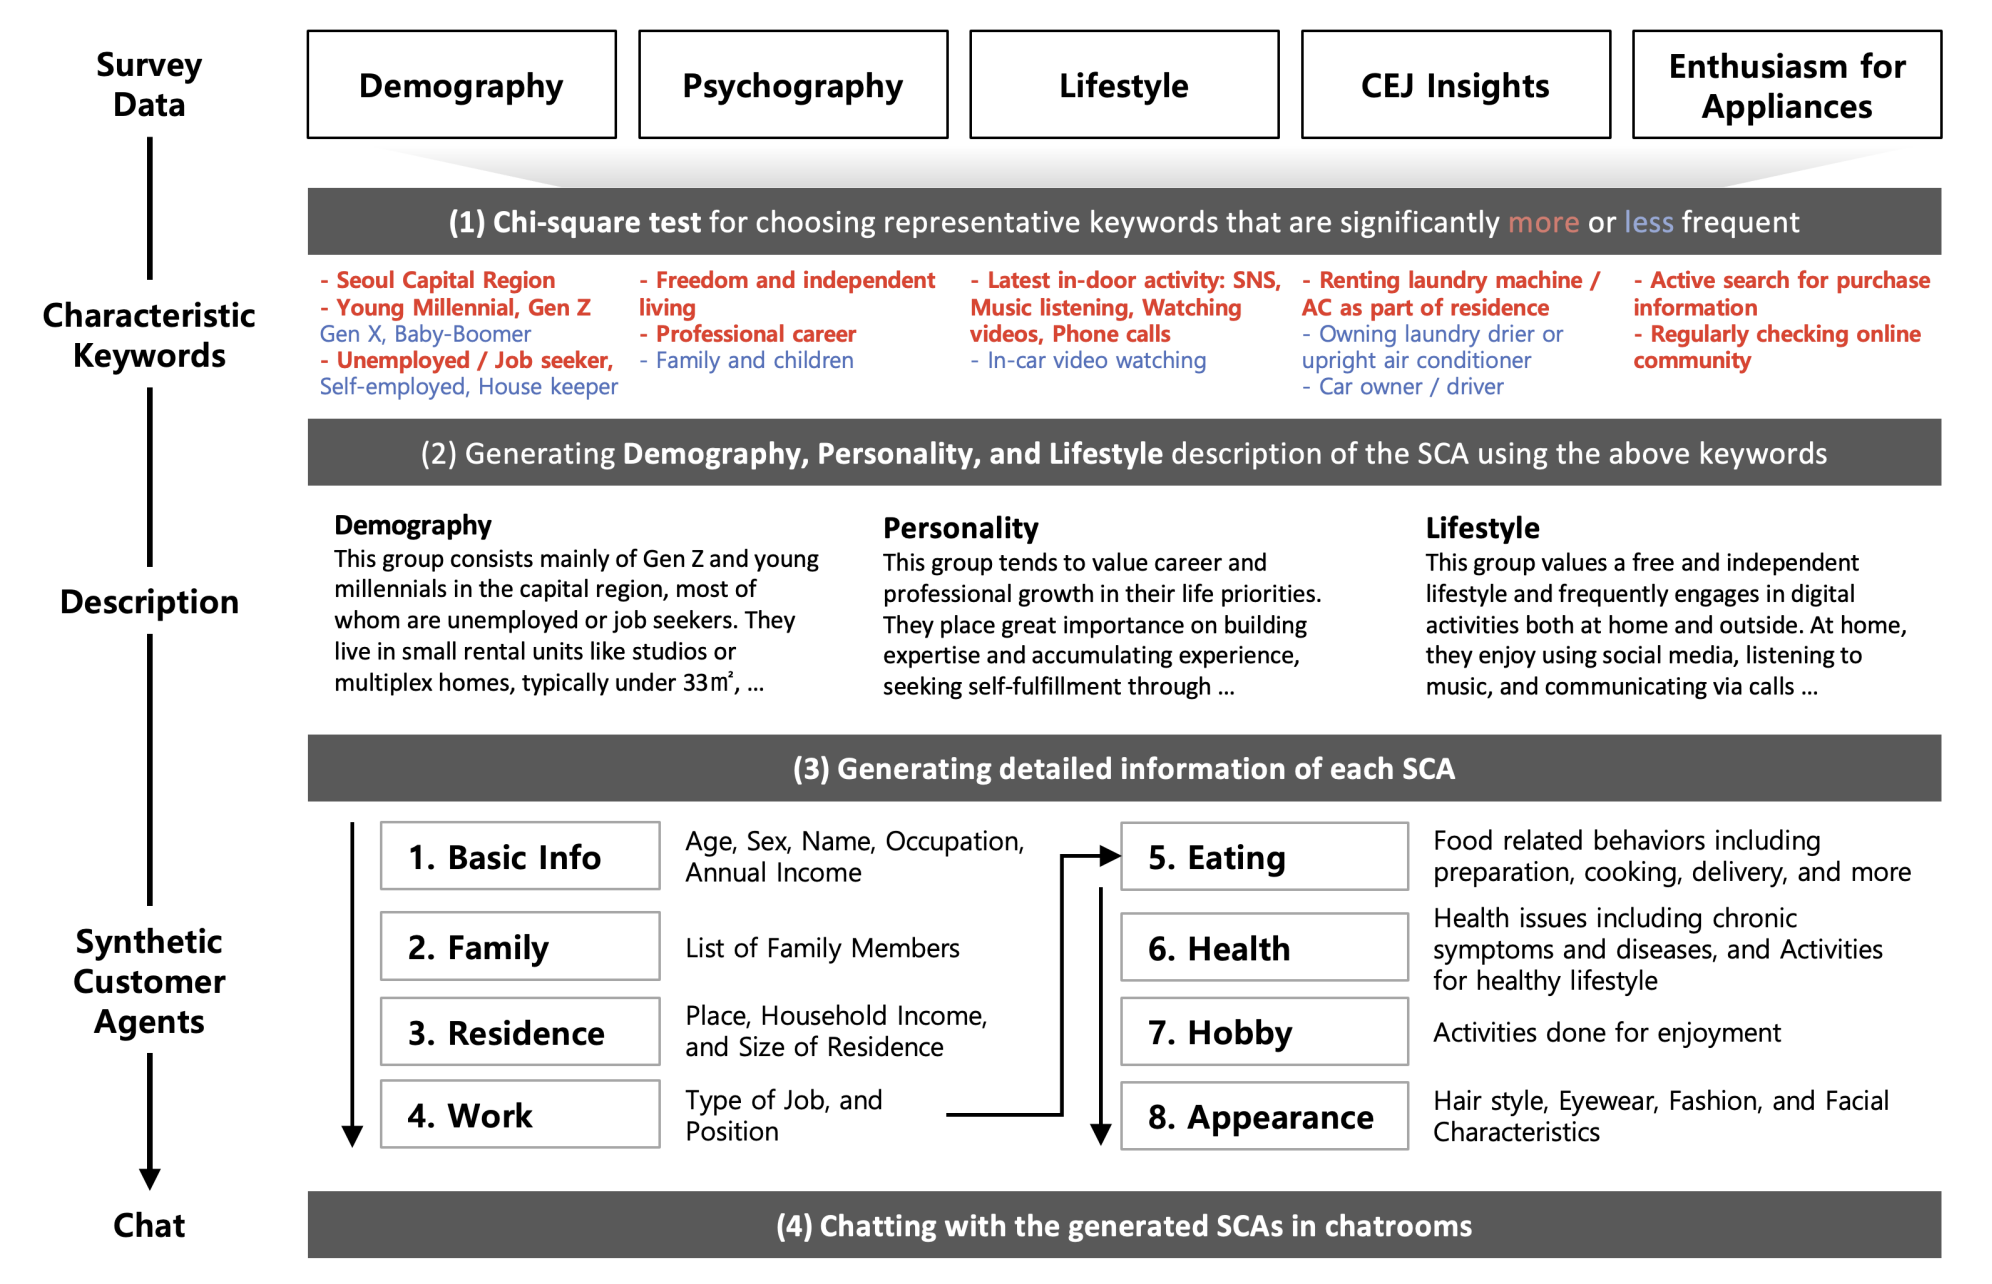 Survey
Data
Demography
Psychography
Lifestyle
CEJ Insights
Enthusiasm for
Appliances
(1) Chi-square test for choosing representative keywords that are significantly more or less frequent
Characteristic
Keywords
- Seoul Capital Region
- Young Millennial, Gen Z
Gen X, Baby-Boomer
- Unemployed / Job seeker,
Self-employed, House keeper
- Freedom and independent
living
- Professional career
- Family and children
- Latest in-door activity: SNS,
Music listening, Watching
videos, Phone calls
- In-car video watching
- Renting laundry machine /
AC as part of residence
- Owning laundry drier or
upright air conditioner
- Car owner / driver
- Active search for purchase
information
- Regularly checking online
community
(2) Generating Demography, Personality, and Lifestyle description of the SCA using the above keywords
Description
Demography
This group consists mainly of Gen Z and young
millennials in the capital region, most of
whom are unemployed or job seekers. They
live in small rental units like studios or
multiplex homes, typically under 33㎡, ...
Personality
This group tends to value career and
professional growth in their life priorities.
They place great importance on building
expertise and accumulating experience,
seeking self-fulfillment through ...
Lifestyle
This group values a free and independent
lifestyle and frequently engages in digital
activities both at home and outside. At home,
they enjoy using social media, listening to
music, and communicating via calls ...
(3) Generating detailed information of each SCA
Synthetic
Customer
Agents
1. Basic Info
Age, Sex, Name, Occupation,
Annual Income
2. Family
List of Family Members
3. Residence
Place, Household Income,
and Size of Residence
4. Work
Type of Job, and
Position
5. Eating
Food related behaviors including
preparation, cooking, delivery, and more
6. Health
Health issues including chronic
symptoms and diseases, and Activities
for healthy lifestyle
7. Hobby
Activities done for enjoyment
8. Appearance
Hair style, Eyewear, Fashion, and Facial
Characteristics
Chat
(4) Chatting with the generated SCAs in chatrooms